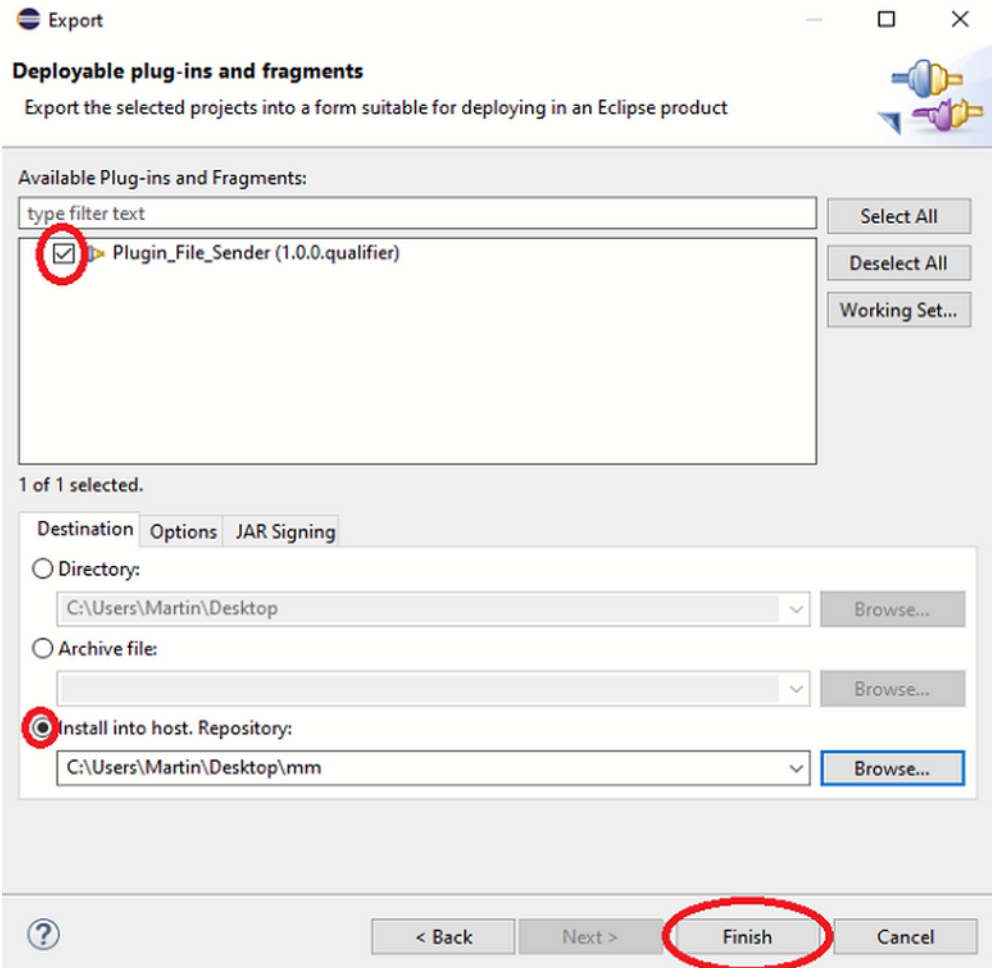 Export
Deployable plug-ins and fragments
Export the selected projects into a form suitable for deploying in an Eclipse product
Available Plug-ins and Fragments:
type filter text
Select All
Plugin_File_Sender (1.0.0.qualifier)
Deselect All
Working Set...
1 of 1 selected.
Destination Options JAR Signing
Directory:
C:\Users\Martin\Desktop Browse...
Archive file:
Browse...
Install into host. Repository:
C:\Users\Martin\Desktop\mm Browse...
? < Back Next > Finish Cancel